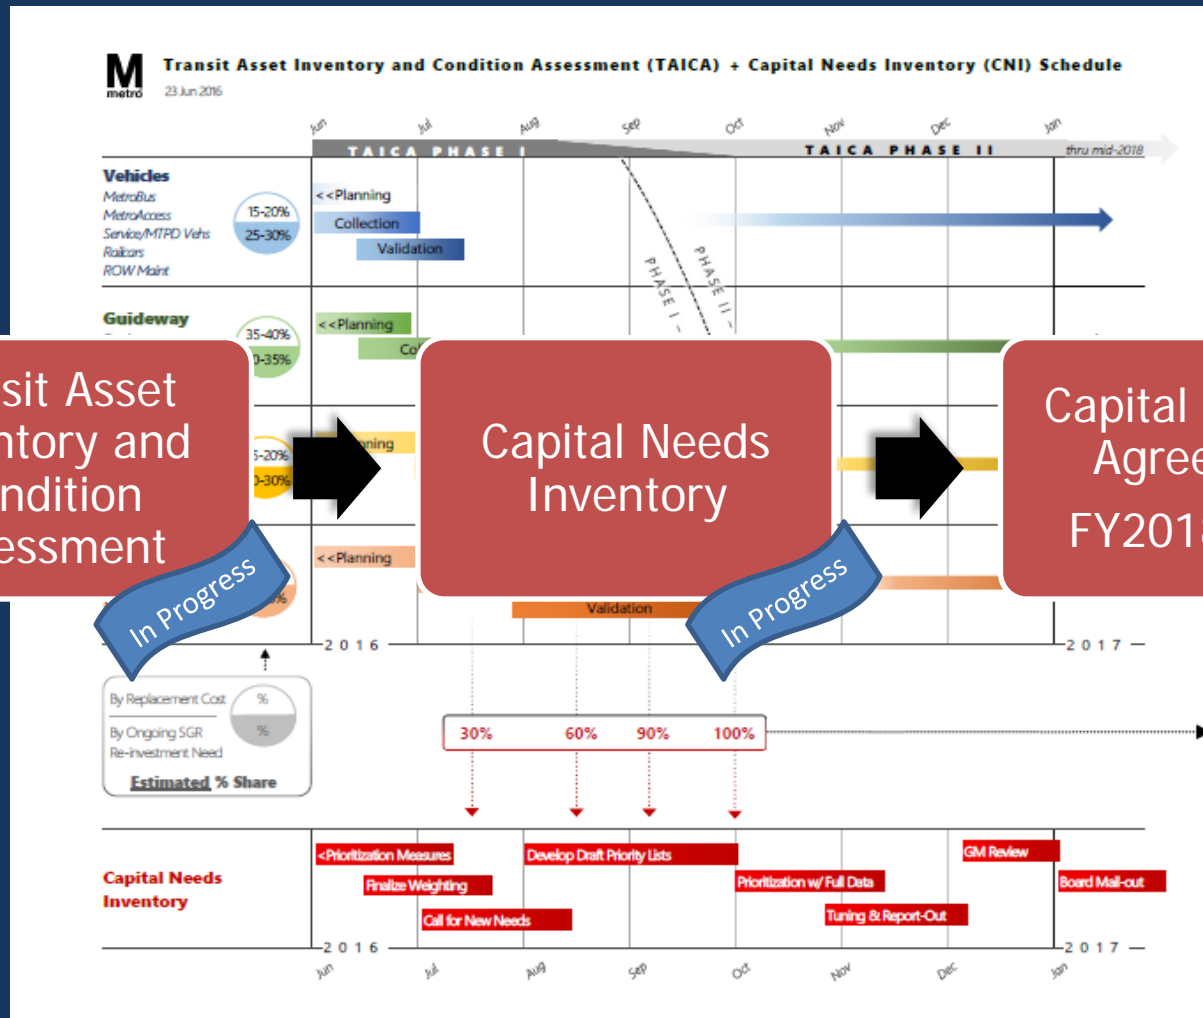 M
metro
Transit Asset Inventory and Condition Assessment (TAICA) + Capital Needs Inventory (CNI) Schedule
23 Jun 2016
Jun Jul Aug Sep Oct Nov Dec Jan
TAICA PHASE I TAICA PHASE II thru mid-2018
Vehicles
MetroBus
MetroAccess
Service/MTPD Vehs
Railcars
ROW Maint
15-20%
25-30%
<<Planning
Collection
Validation
PHASE I –
PHASE II –
Guideway
35-40%
<<Planning
sit Asset
ntory and
ndition
essment
In Progress
Capital Needs
Inventory
In Progress
Capital
Agree
FY201
<<Planning
Validation
2016 2017
By Replacement Cost %
By Ongoing SGR %
Re-investment Need
Estimated % Share
30% 60% 90% 100%
Capital Needs
Inventory
<Prioritization Measures
Finalize Weighting
Call for New Needs
Develop Draft Priority Lists
Prioritization w/ Full Data
Tuning & Report-Out
GM Review
Board Mail-out
2016 2017
Jun Jul Aug Sep Oct Nov Dec Jan